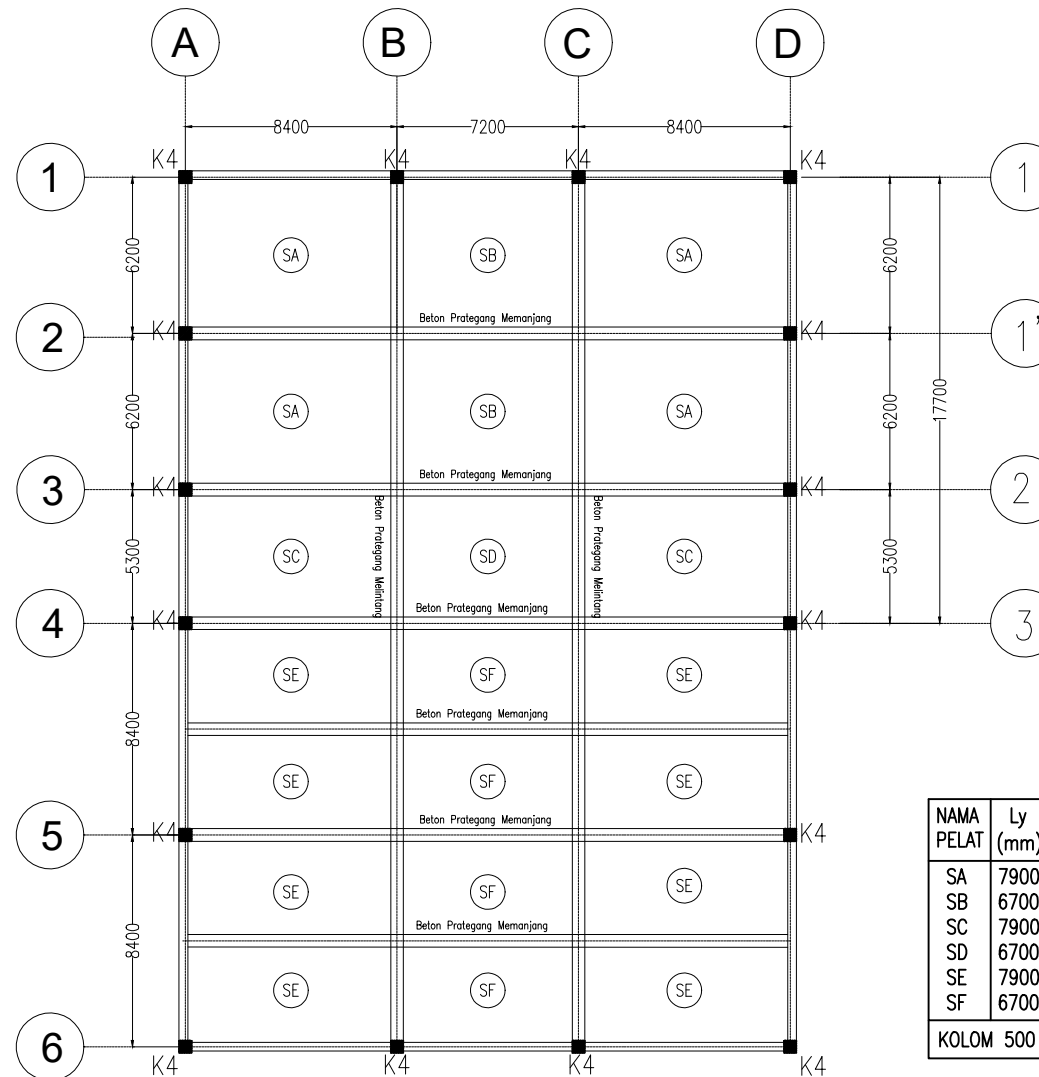 A B C D
8400 7200 8400
K4 K4 K4 K4
1 1
6200 SA SB SA 6200
Beton Prategang Memanjang
2 K4 K4 1'
17700
6200 SA SB SA 6200
Beton Prategang Memanjang
3 K4 K4 2
Beton Prategang Melintang Beton Prategang Melintang
5300 SC SD SC 5300
Beton Prategang Memanjang
4 K4 K4 3
SE SF SE
Beton Prategang Memanjang
8400
SE SF SE
Beton Prategang Memanjang
5 K4 K4
SE SF SE
Beton Prategang Memanjang
8400
SE SF SE
6
K4 K4 K4 K4
NAMA PELAT Ly (mm)
SA 7900
SB 6700
SC 7900
SD 6700
SE 7900
SF 6700
KOLOM 500